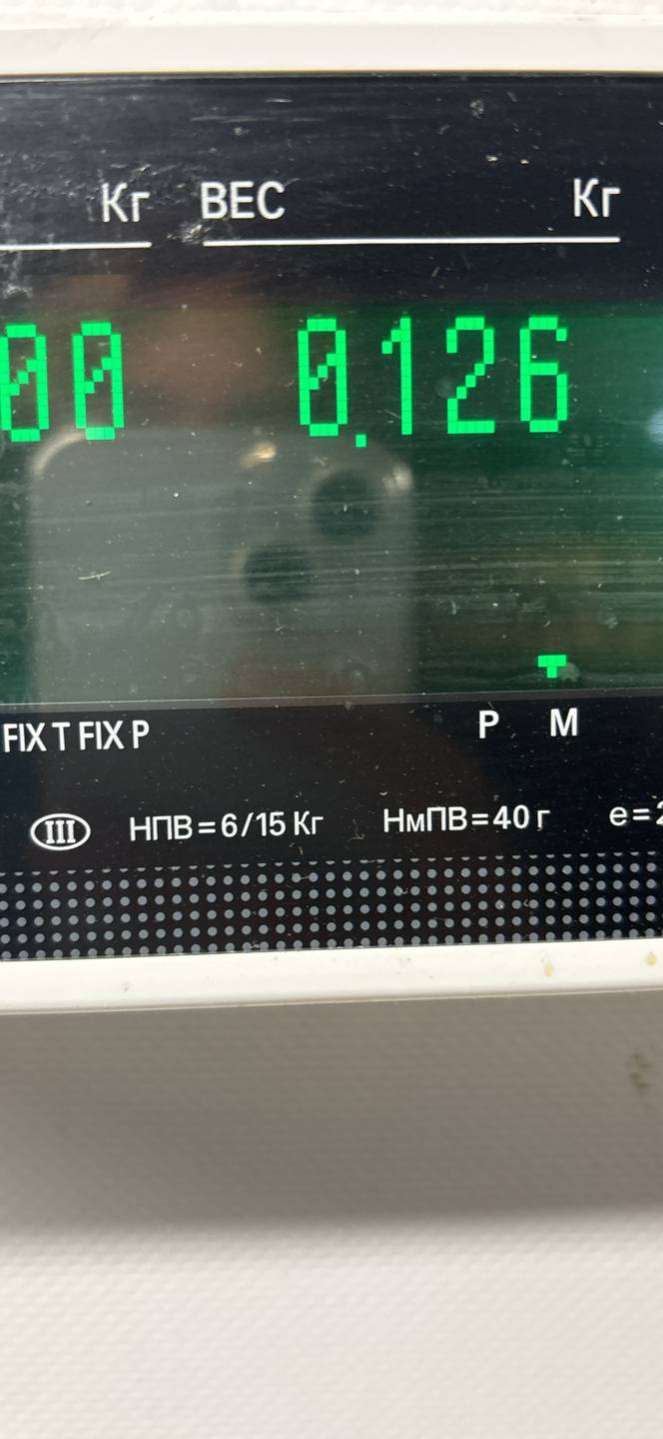 Кг ВЕС Кг
00 0.126
FIX T FIX P P M
III НПВ=6/15 Кг НмПВ=40 г e=